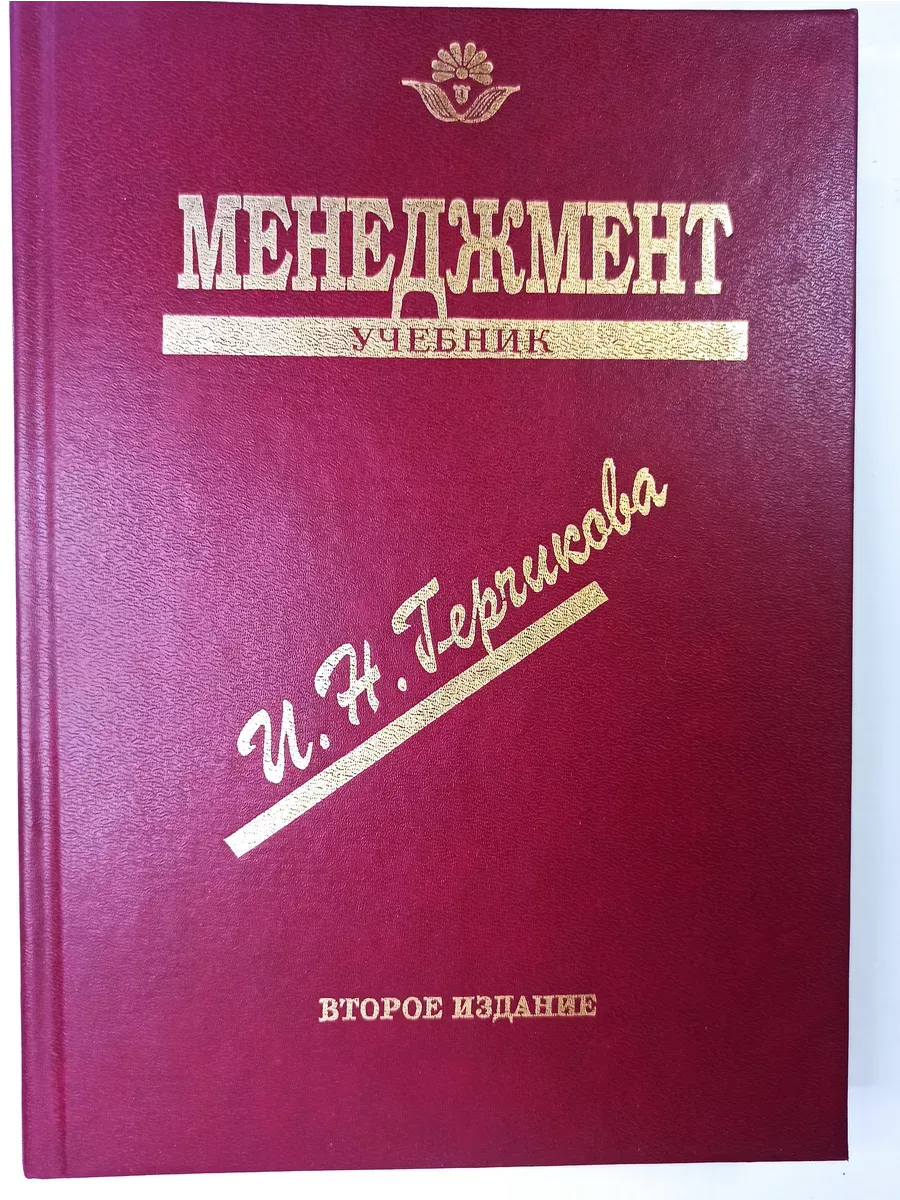 МЕНЕДЖМЕНТ
УЧЕБНИК
И.Н.Герчикова
ВТОРОЕ ИЗДАНИЕ